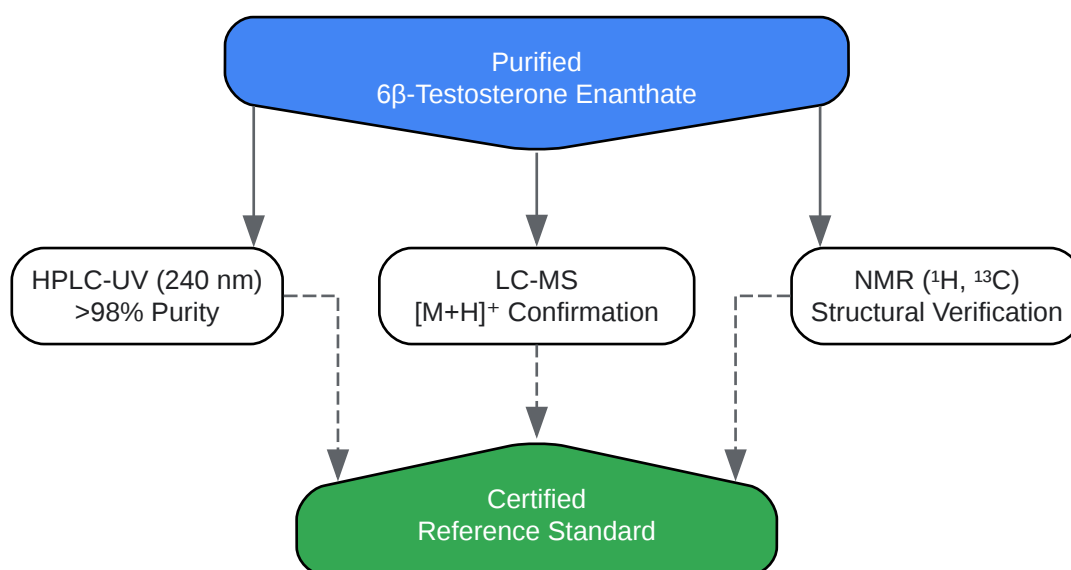 Purified
6β-Testosterone Enanthate
HPLC-UV (240 nm)
>98% Purity
LC-MS
[M+H]⁺ Confirmation
NMR (¹H, ¹³C)
Structural Verification
Certified
Reference Standard